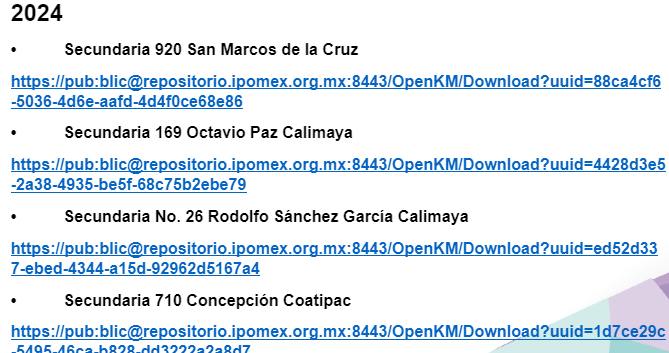 2024
• Secundaria 920 San Marcos de la Cruz
https://pub:blic@repositorio.ipomex.org.mx:8443/OpenKM/Download?uuid=88ca4cf6
-5036-4d6e-aafd-4d4f0ce68e86
• Secundaria 169 Octavio Paz Calimaya
https://pub:blic@repositorio.ipomex.org.mx:8443/OpenKM/Download?uuid=4428d3e5
-2a38-4935-be5f-68c75b2ebe79
• Secundaria No. 26 Rodolfo Sánchez García Calimaya
https://pub:blic@repositorio.ipomex.org.mx:8443/OpenKM/Download?uuid=ed52d33
7-ebed-4344-a15d-92962d5167a4
• Secundaria 710 Concepción Coatipac
https://pub:blic@repositorio.ipomex.org.mx:8443/OpenKM/Download?uuid=1d7ce29c
-5495-46ca-b828-dd3222a2a8d7